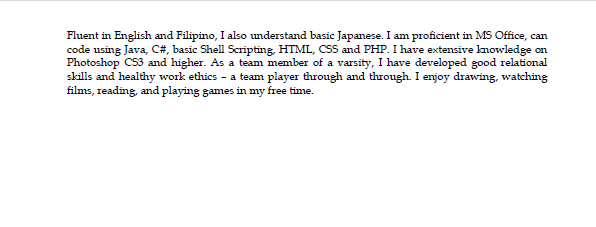 Fluent in English and Filipino, I also understand basic Japanese. I am proficient in MS Office, can
code using Java, C#, basic Shell Scripting, HTML, CSS and PHP. I have extensive knowledge on
Photoshop CS3 and higher. As a team member of a varsity, I have developed good relational
skills and healthy work ethics – a team player through and through. I enjoy drawing, watching
films, reading, and playing games in my free time.